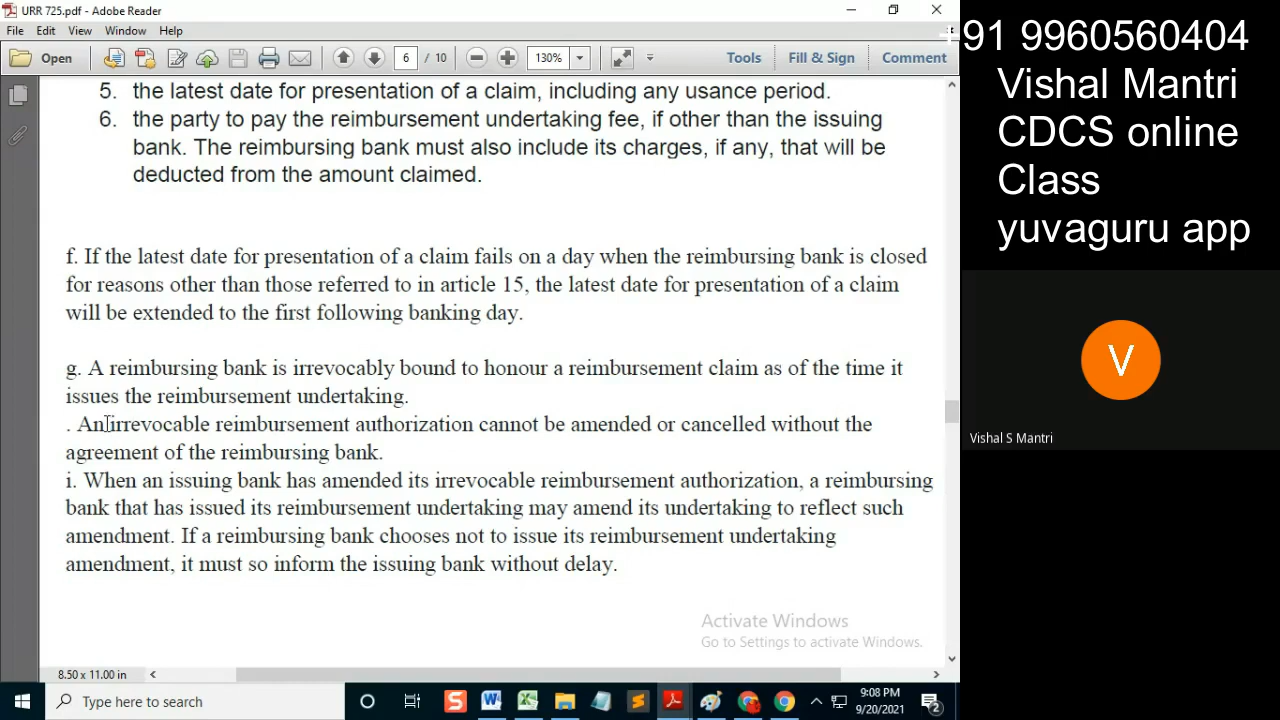 URR 725.pdf - Adobe Reader
File Edit View Window Help
Open 6 / 10 130% Tools Fill & Sign Comment
5. the latest date for presentation of a claim, including any usance period.
6. the party to pay the reimbursement undertaking fee, if other than the issuing
bank. The reimbursing bank must also include its charges, if any, that will be
deducted from the amount claimed.
f. If the latest date for presentation of a claim fails on a day when the reimbursing bank is closed
for reasons other than those referred to in article 15, the latest date for presentation of a claim
will be extended to the first following banking day.
g. A reimbursing bank is irrevocably bound to honour a reimbursement claim as of the time it
issues the reimbursement undertaking.
. An irrevocable reimbursement authorization cannot be amended or cancelled without the
agreement of the reimbursing bank.
i. When an issuing bank has amended its irrevocable reimbursement authorization, a reimbursing
bank that has issued its reimbursement undertaking may amend its undertaking to reflect such
amendment. If a reimbursing bank chooses not to issue its reimbursement undertaking
amendment, it must so inform the issuing bank without delay.
Activate Windows
Go to Settings to activate Windows.
8.50 x 11.00 in
Type here to search
9:08 PM
9/20/2021
2
91 9960560404
Vishal Mantri
CDCS online
Class
yuvaguru app
V
Vishal S Mantri